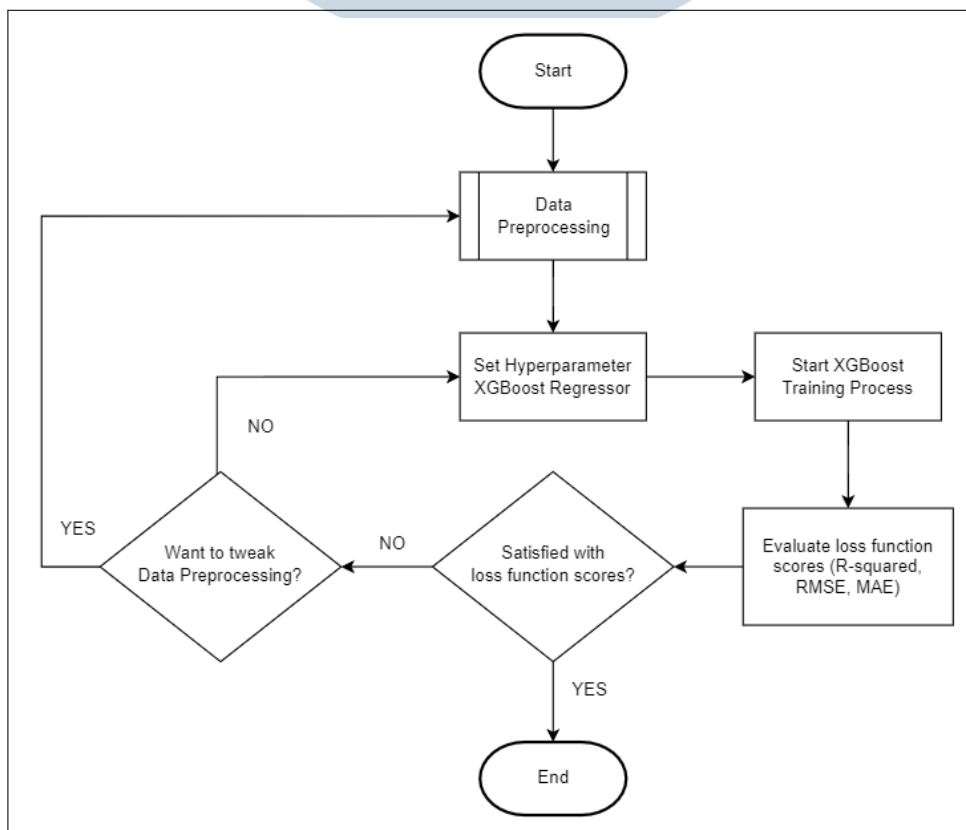 Start
Data
Preprocessing
Set Hyperparameter
XGBoost Regressor
Start XGBoost
Training Process
NO
YES
Want to tweak
Data Preprocessing?
NO
Satisfied with
loss function scores?
Evaluate loss function
scores (R-squared,
RMSE, MAE)
YES
End